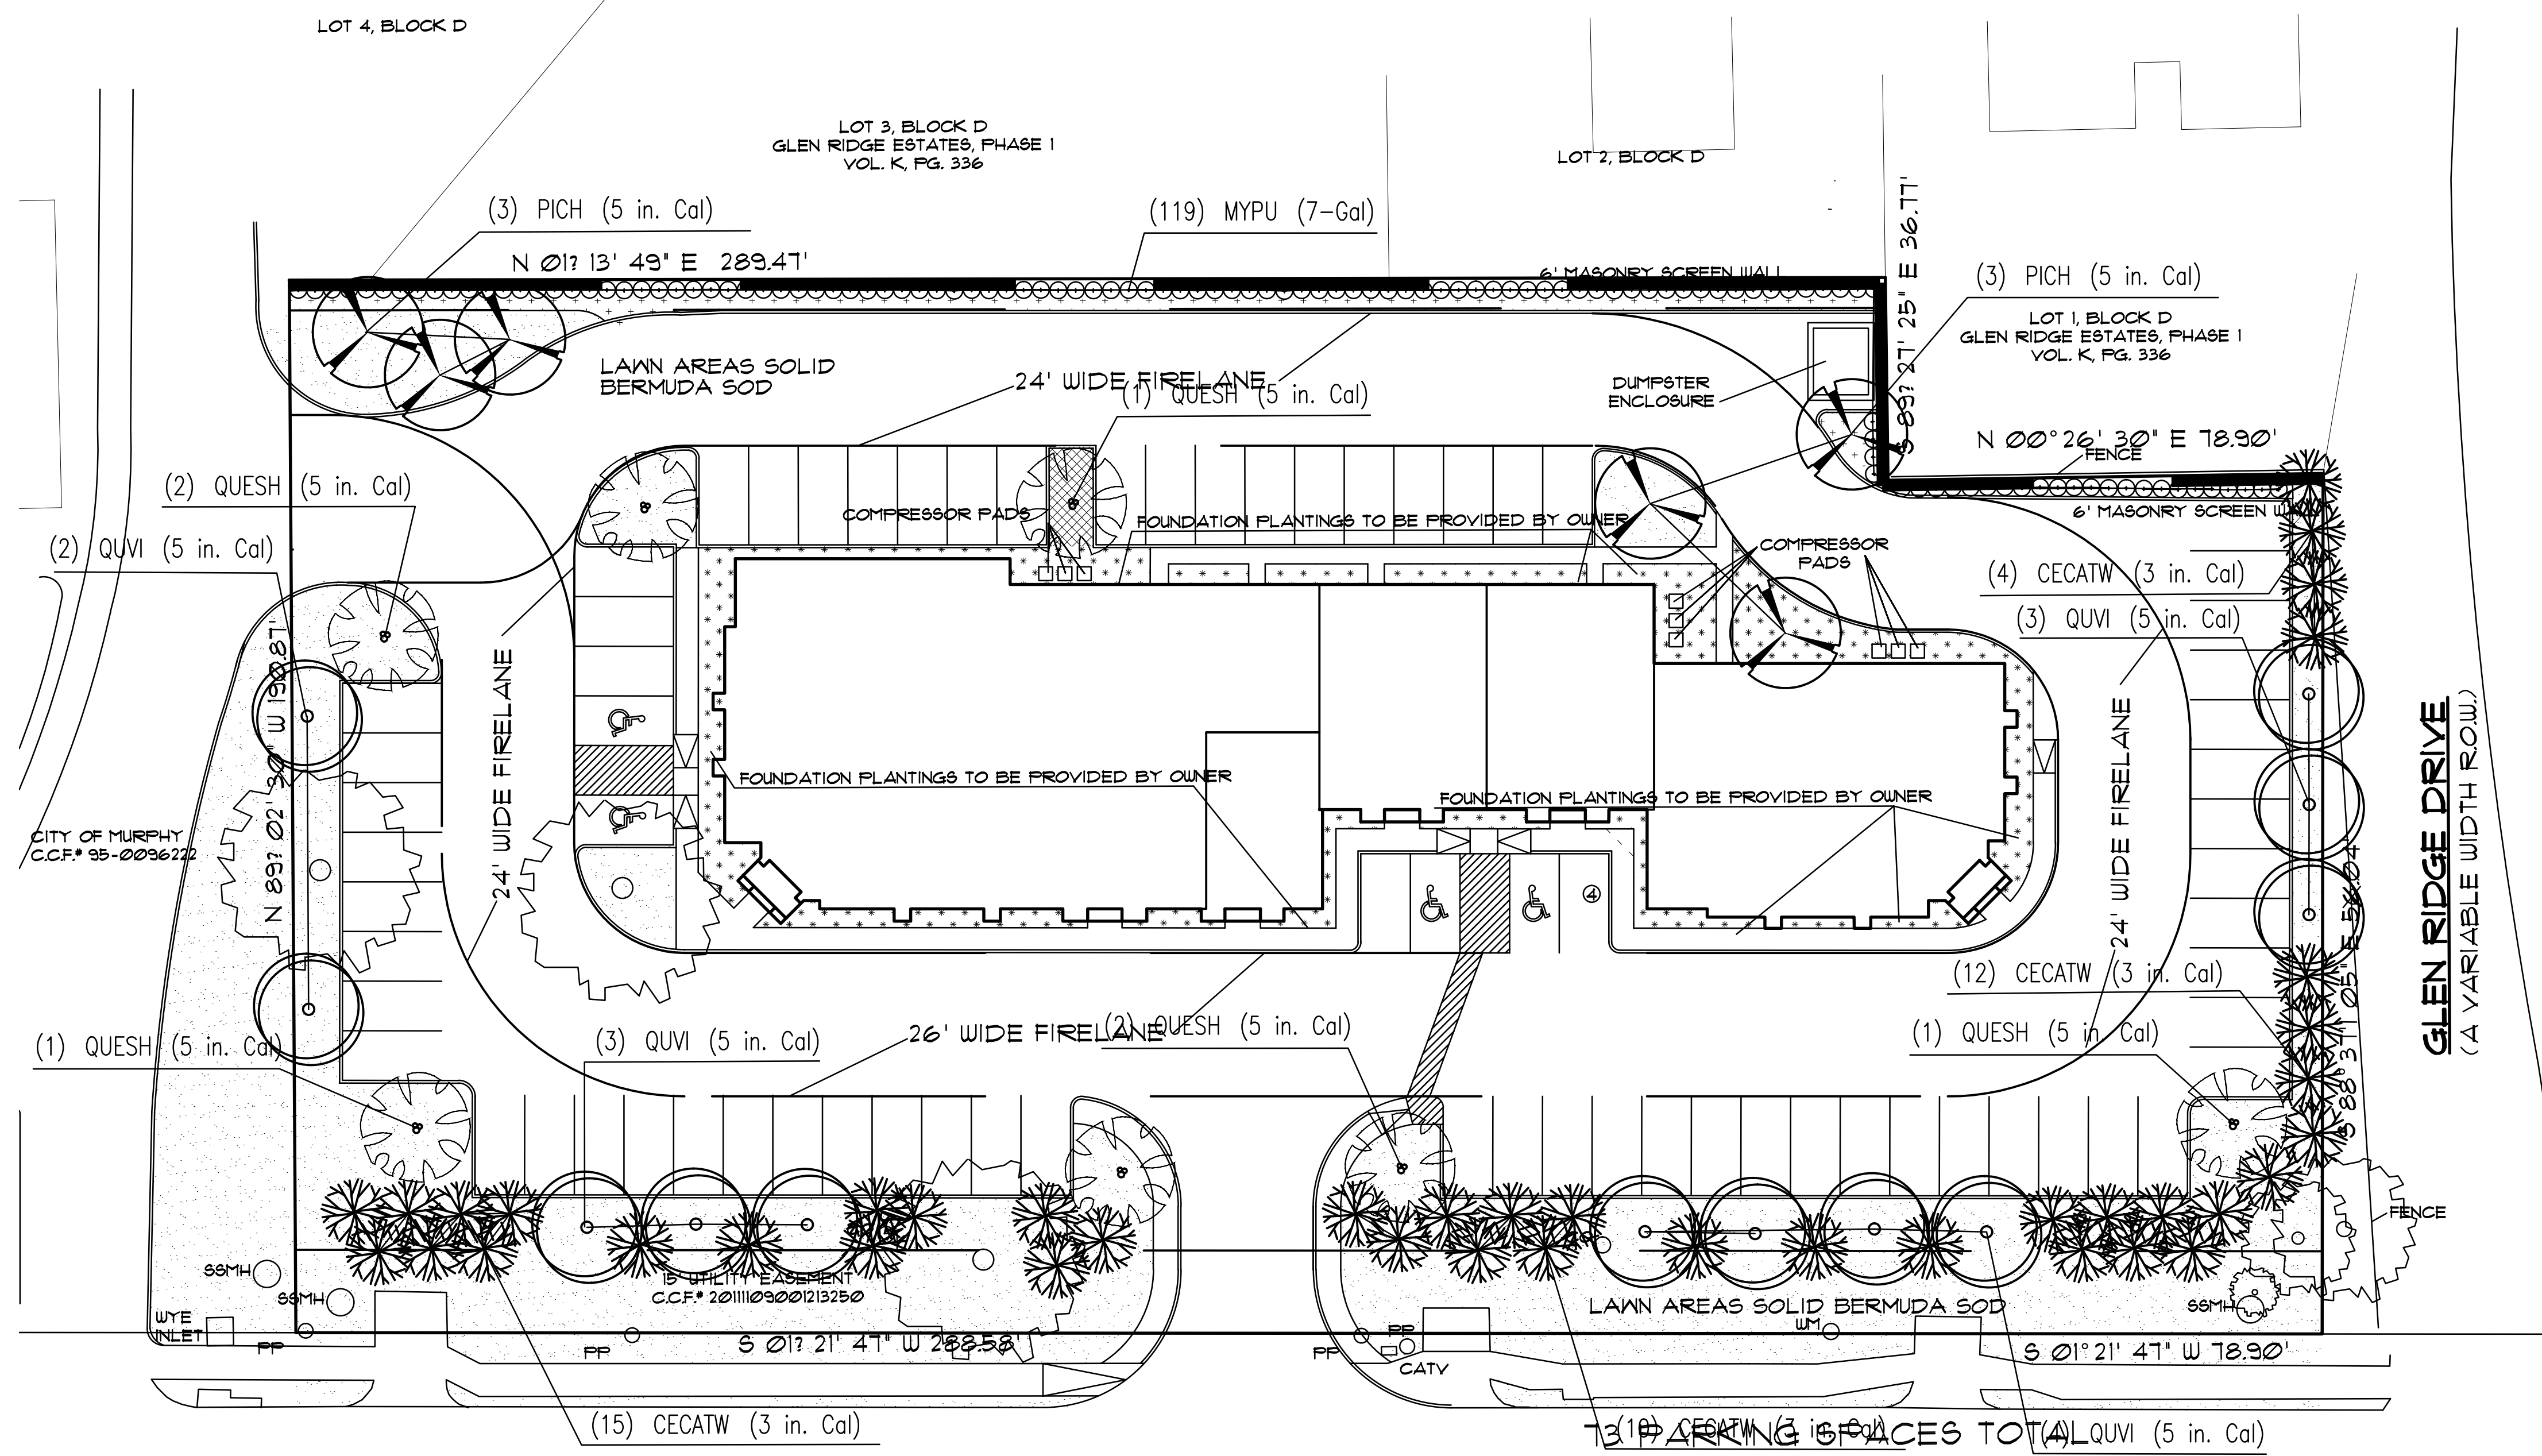 LOT 4, BLOCK D
LOT 3, BLOCK D
GLEN RIDGE ESTATES, PHASE 1
VOL. K, PG. 336
LOT 2, BLOCK D
(3) PICH (5 in. Cal)
(119) MYPU (7-Gal)
N 01? 13' 49" E 289.47'
6' MASONRY SCREEN WALL
S 89? 27' 25" E 36.77'
(3) PICH (5 in. Cal)
LOT 1, BLOCK D
GLEN RIDGE ESTATES, PHASE 1
VOL. K, PG. 336
LAWN AREAS SOLID
BERMUDA SOD
24' WIDE FIRELANE
(1) QUESH (5 in. Cal)
DUMPSTER
ENCLOSURE
N 00°26' 30" E 78.90'
FENCE
(2) QUESH (5 in. Cal)
COMPRESSOR PADS
FOUNDATION PLANTINGS TO BE PROVIDED BY OWNER
6' MASONRY SCREEN
(2) QUVI (5 in. Cal)
COMPRESSOR
PADS
(4) CECATW (3 in. Cal)
(3) QUVI (5 in. Cal)
N 89? 02' 30" W 190.87'
24' WIDE FIRELANE
24' WIDE FIRELANE
GLEN RIDGE DRIVE
(A VARIABLE WIDTH R.O.W.)
FOUNDATION PLANTINGS TO BE PROVIDED BY OWNER
FOUNDATION PLANTINGS TO BE PROVIDED BY OWNER
CITY OF MURPHY
C.C.F.# 95-0096222
4
(12) CECATW (3 in. Cal)
(1) QUESH (5 in. Cal)
(3) QUVI (5 in. Cal)
26' WIDE FIRELANE
(2) QUESH (5 in. Cal)
(1) QUESH (5 in. Cal)
FENCE
SSMH
SSMH
15' UTILITY EASEMENT
C.C.F.# 20111109001213250
LAWN AREAS SOLID BERMUDA SOD
SSMH
WYE
INLET
PP
PP
S 01? 21' 47" W 288.58'
PP
PP
CATV
WM
S 01°21' 47" W 78.90'
(15) CECATW (3 in. Cal)
73 PARKING SPACES TOTAL
CECATW (3 in. Cal)
(4) QUVI (5 in. Cal)